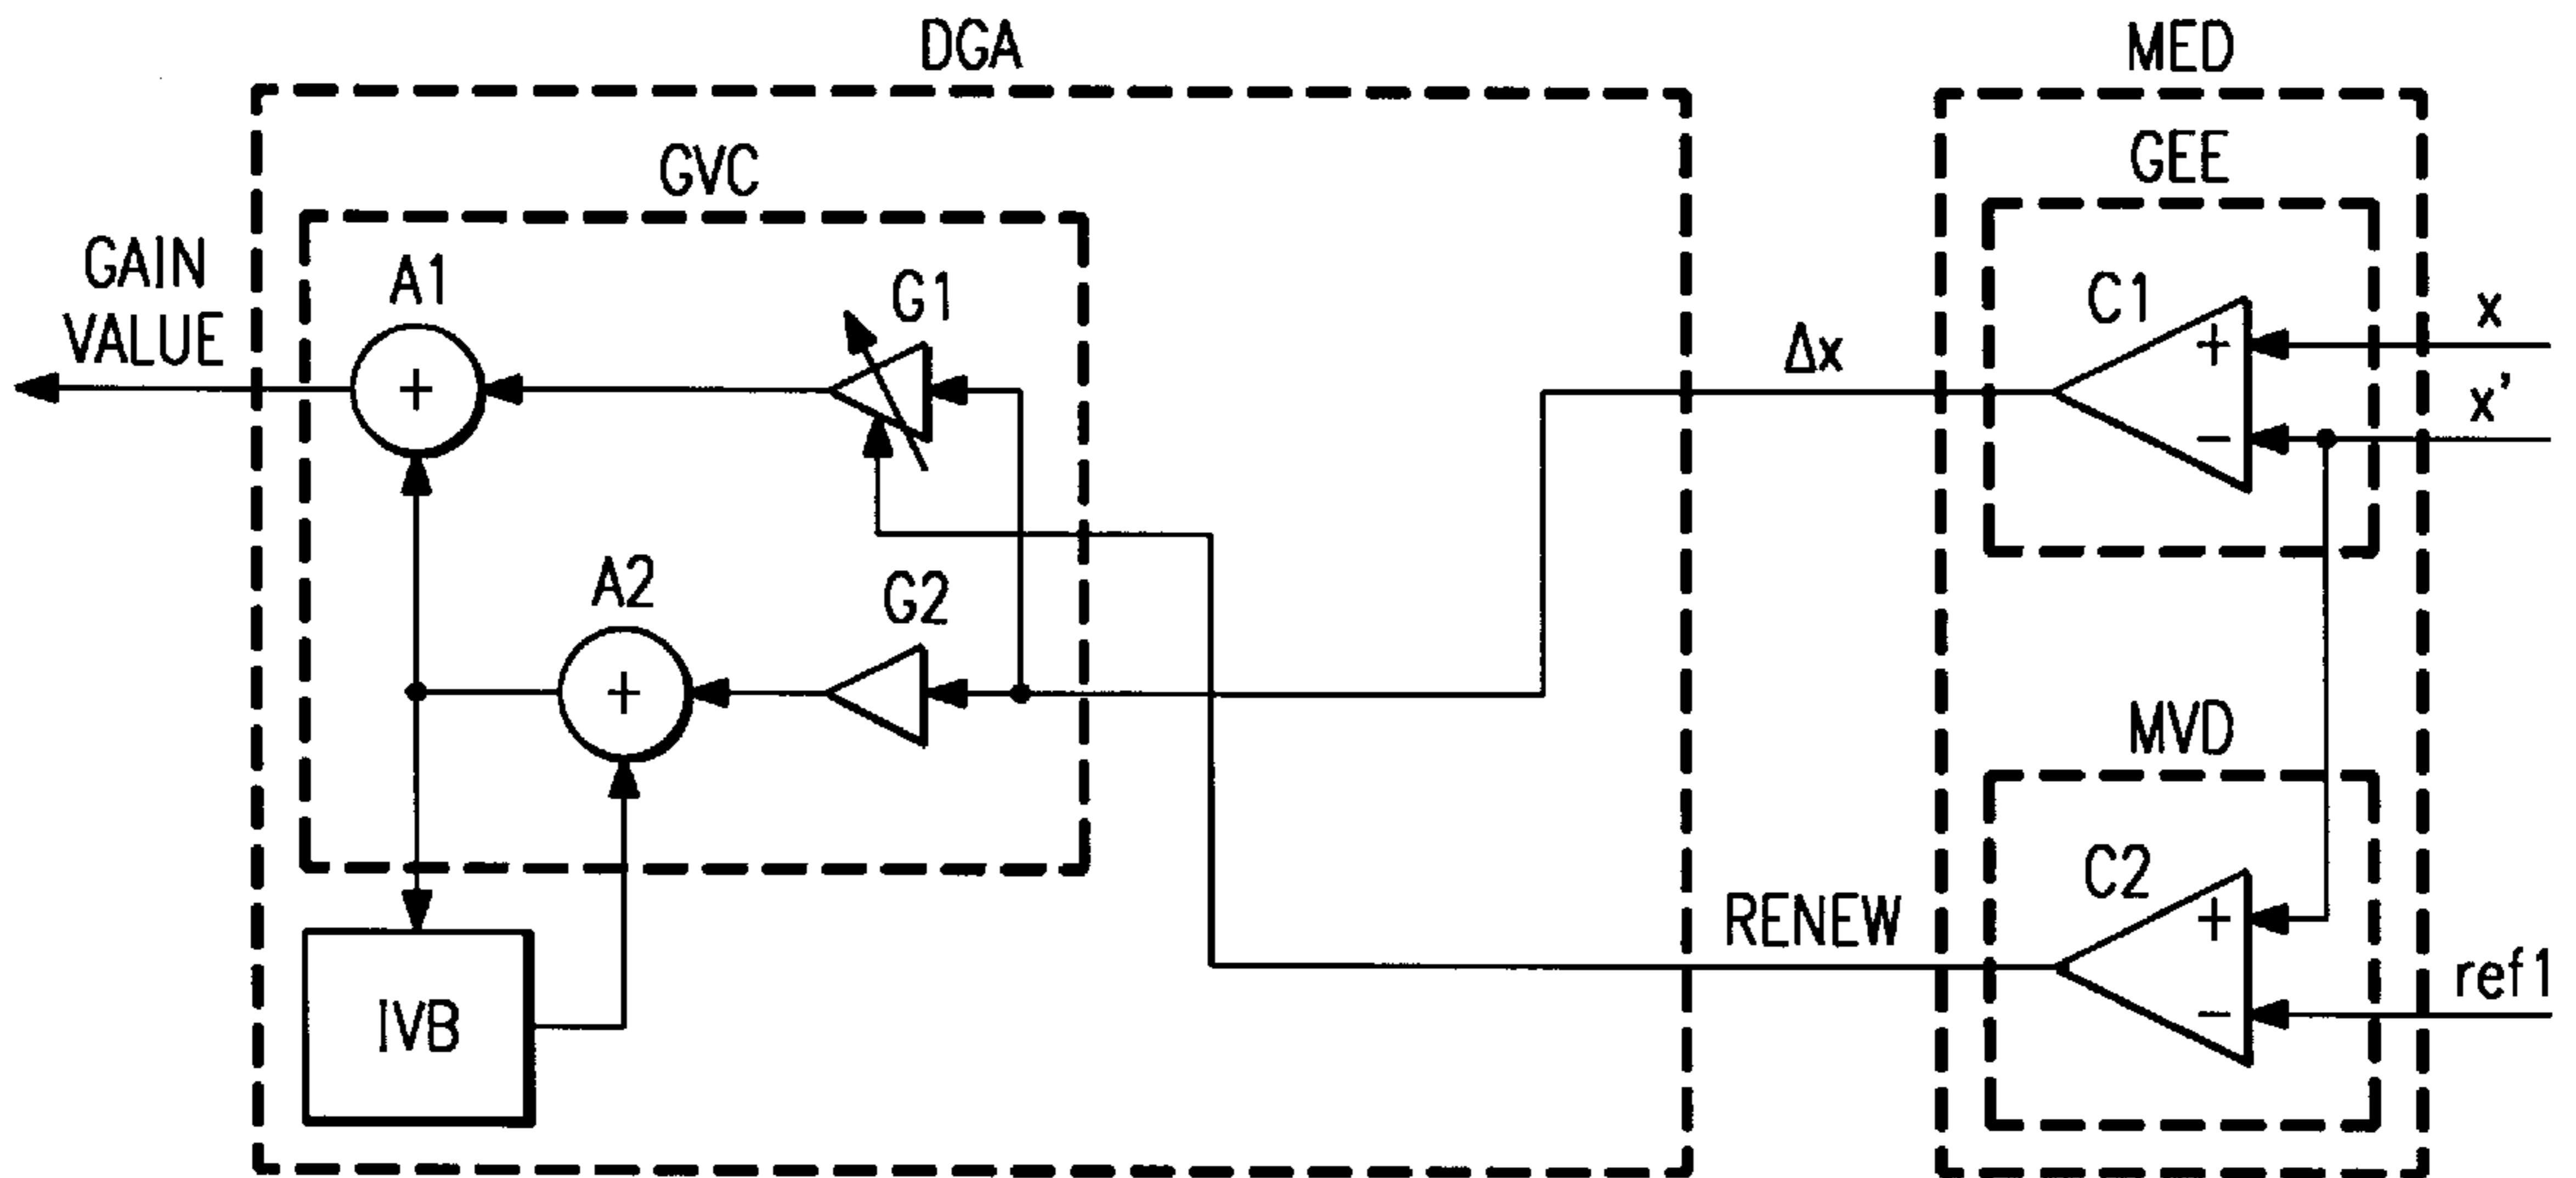 DGA
MED
GVC
GEE
GAIN
VALUE
A1
G1
Δx
C1
+
x
+
−
x'
A2
G2
+
MVD
C2
+
RENEW
ref1
−
IVB